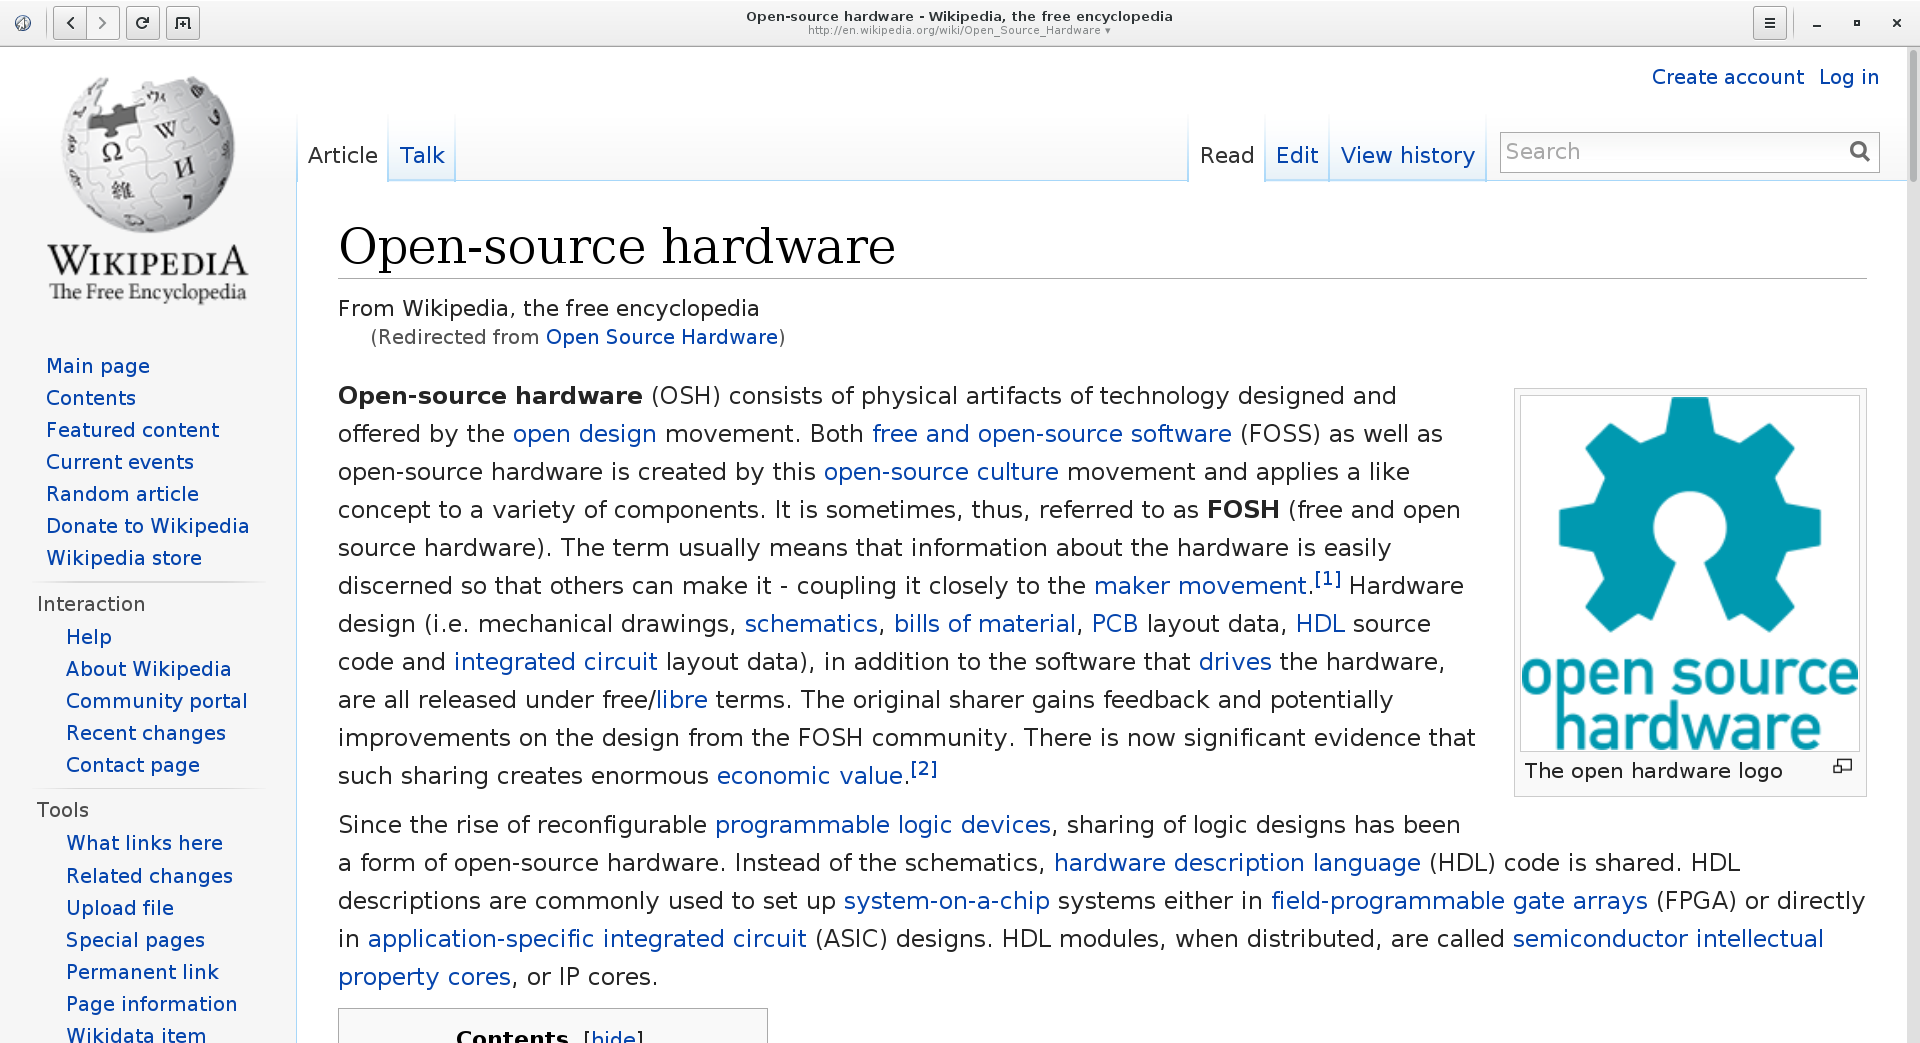 Open-source hardware - Wikipedia, the free encyclopedia
http://en.wikipedia.org/wiki/Open_Source_Hardware ▾
Create account Log in
Article Talk Read Edit View history Search
WIKIPEDIA
The Free Encyclopedia
Main page
Contents
Featured content
Current events
Random article
Donate to Wikipedia
Wikipedia store
Interaction
Help
About Wikipedia
Community portal
Recent changes
Contact page
Tools
What links here
Related changes
Upload file
Special pages
Permanent link
Page information
Wikidata item
Open-source hardware
From Wikipedia, the free encyclopedia
(Redirected from Open Source Hardware)
Open-source hardware (OSH) consists of physical artifacts of technology designed and
offered by the open design movement. Both free and open-source software (FOSS) as well as
open-source hardware is created by this open-source culture movement and applies a like
concept to a variety of components. It is sometimes, thus, referred to as FOSH (free and open
source hardware). The term usually means that information about the hardware is easily
discerned so that others can make it - coupling it closely to the maker movement.[1] Hardware
design (i.e. mechanical drawings, schematics, bills of material, PCB layout data, HDL source
code and integrated circuit layout data), in addition to the software that drives the hardware,
are all released under free/libre terms. The original sharer gains feedback and potentially
improvements on the design from the FOSH community. There is now significant evidence that
such sharing creates enormous economic value.[2]
open source
hardware
The open hardware logo
Since the rise of reconfigurable programmable logic devices, sharing of logic designs has been
a form of open-source hardware. Instead of the schematics, hardware description language (HDL) code is shared. HDL
descriptions are commonly used to set up system-on-a-chip systems either in field-programmable gate arrays (FPGA) or directly
in application-specific integrated circuit (ASIC) designs. HDL modules, when distributed, are called semiconductor intellectual
property cores, or IP cores.
Contents [hide]